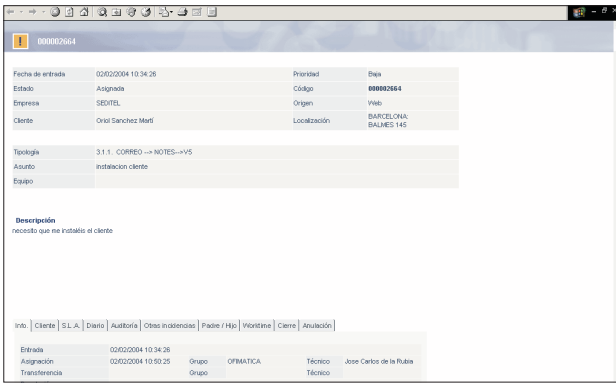 000002664
Fecha de entrada 02/02/2004 10:34:26 Prioridad Baja
Estado Asignada Código 000002664
Empresa SEDITEL Origen Web
Cliente Oriol Sanchez Martí Localización BARCELONA:
BALMES 145
Tipología 3.1.1. CORREO --> NOTES-->V5
Asunto instalacion cliente
Equipo
Descripción
necesito que me instaléis el cliente
Info. Cliente S.L.A. Diario Auditoría Otras incidencias Padre / Hijo Worktime Cierre Anulación
Entrada 02/02/2004 10:34:26
Asignación 02/02/2004 10:50:25 Grupo OFIMATICA Técnico Jose Carlos de la Rubia
Transferencia Grupo Técnico